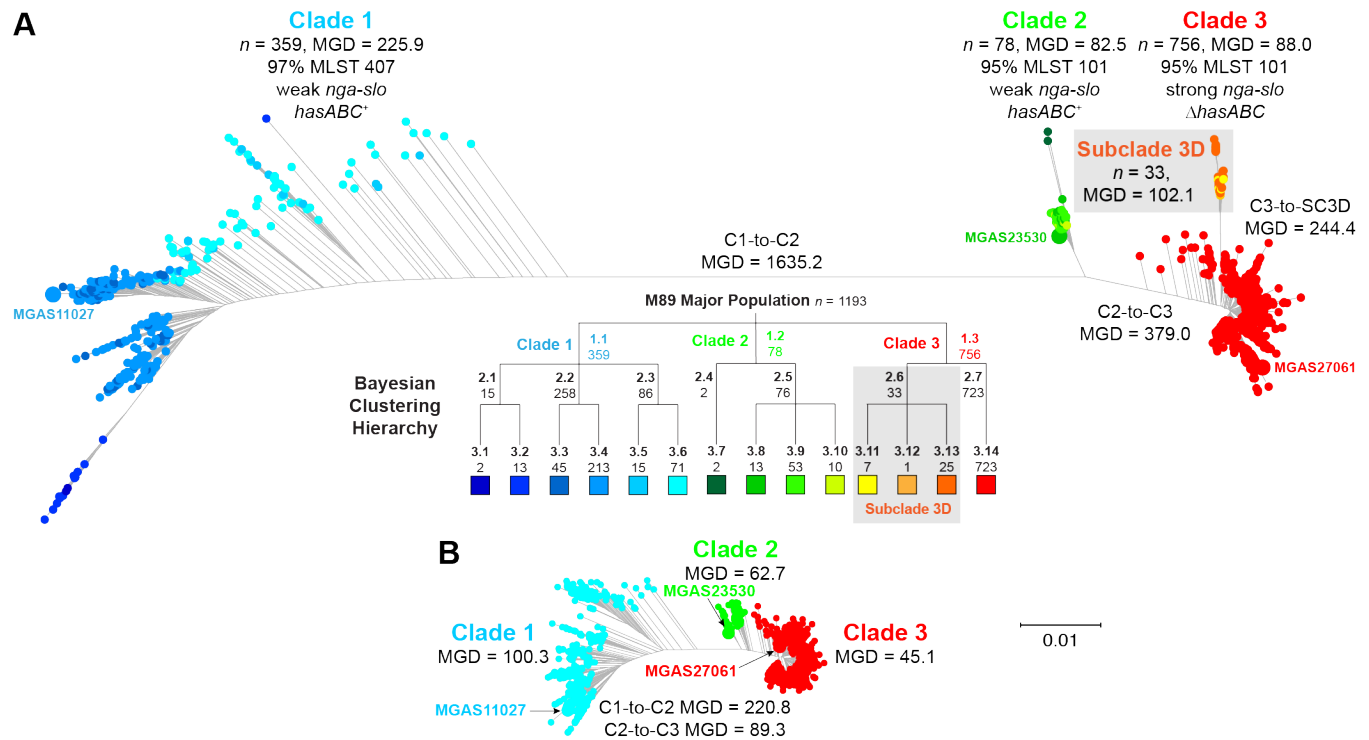 A
Clade 1
n = 359, MGD = 225.9
97% MLST 407
weak nga-slo
hasABC+
Clade 2
n = 78, MGD = 82.5
95% MLST 101
weak nga-slo
hasABC+
Clade 3
n = 756, MGD = 88.0
95% MLST 101
strong nga-slo
ΔhasABC
Subclade 3D
n = 33,
MGD = 102.1
MGAS23530
C3-to-SC3D
MGD = 244.4
C1-to-C2
MGD = 1635.2
MGAS11027
C2-to-C3
MGD = 379.0
MGAS27061
M89 Major Population n = 1193
Clade 1 1.1 Clade 2 1.2 Clade 3 1.3
359 78 756
Bayesian
Clustering
Hierarchy
2.1 2.2 2.3 2.4 2.5 2.6 2.7
15 258 86 2 76 33 723
3.1 3.2 3.3 3.4 3.5 3.6 3.7 3.8 3.9 3.10 3.11 3.12 3.13 3.14
2 13 45 213 15 71 2 13 53 10 7 1 25 723
Subclade 3D
B
Clade 2
MGD = 62.7
MGAS23530
Clade 1
MGD = 100.3
Clade 3
MGD = 45.1
MGAS27061
MGAS11027
C1-to-C2 MGD = 220.8
C2-to-C3 MGD = 89.3
0.01